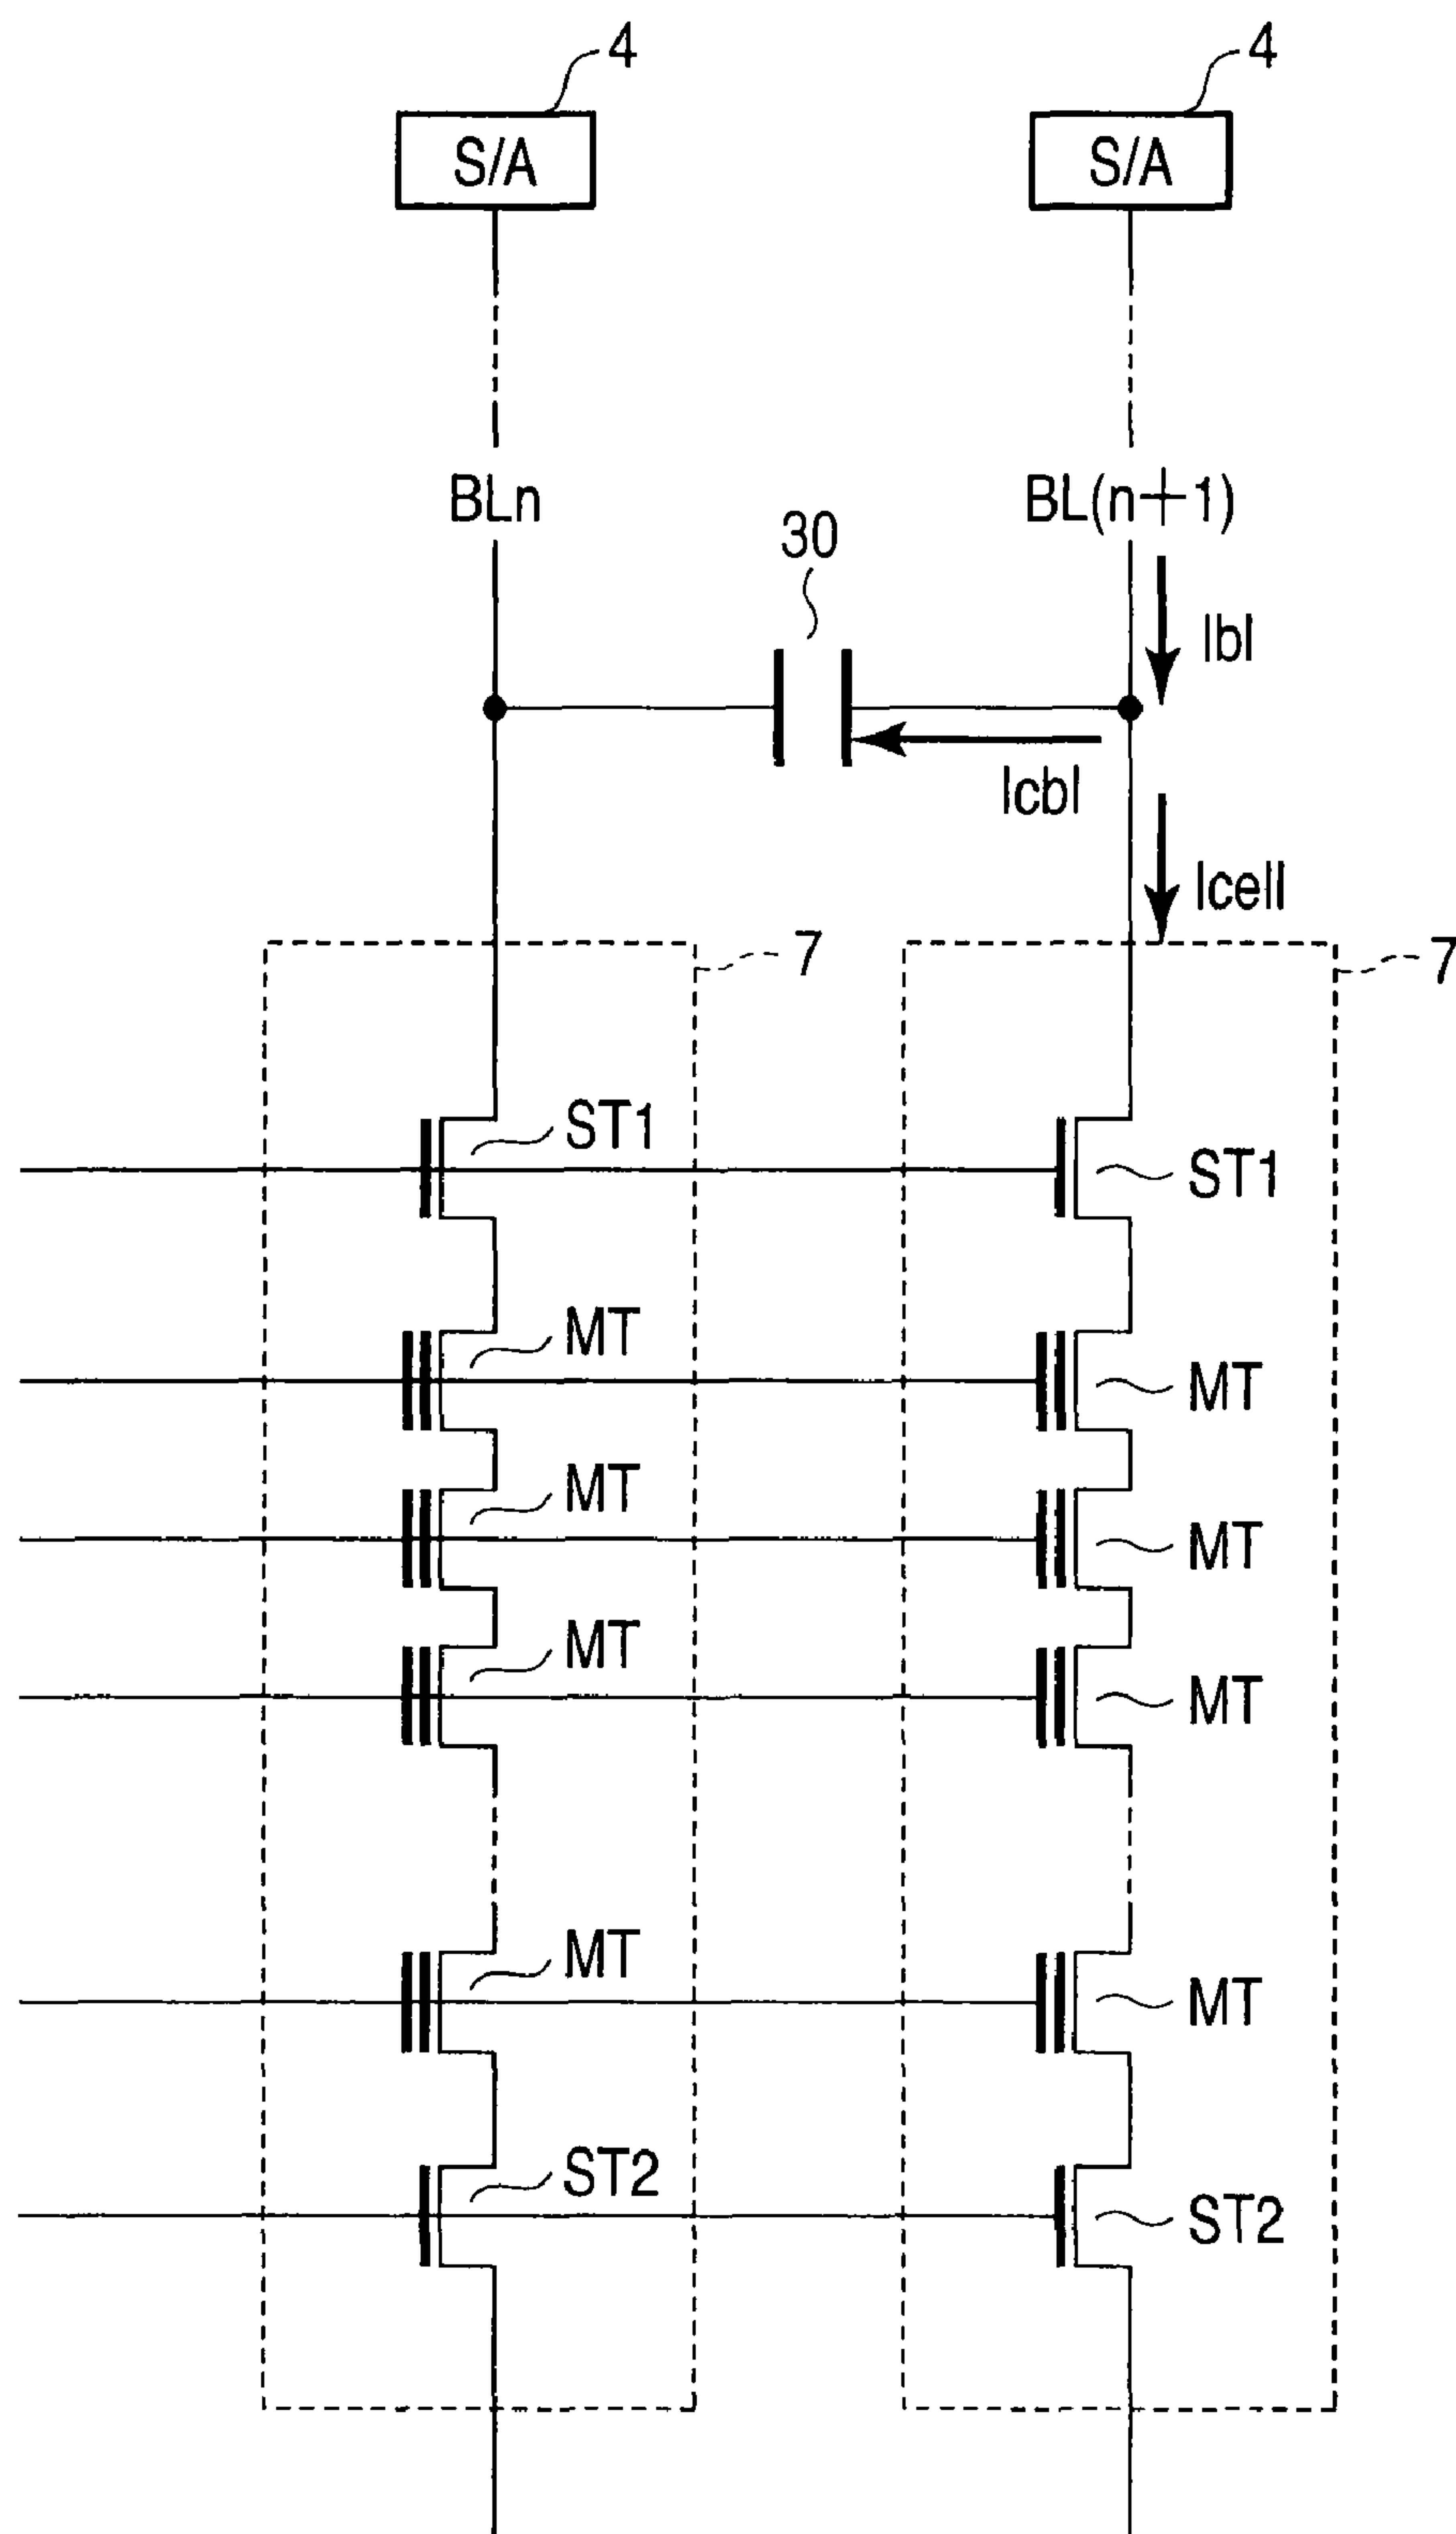 4 4
S/A S/A
BLn BL(n+1)
30
Ibl
Icbl
Icell
7 7
ST1 ST1
MT MT
MT MT
MT MT
MT MT
ST2 ST2